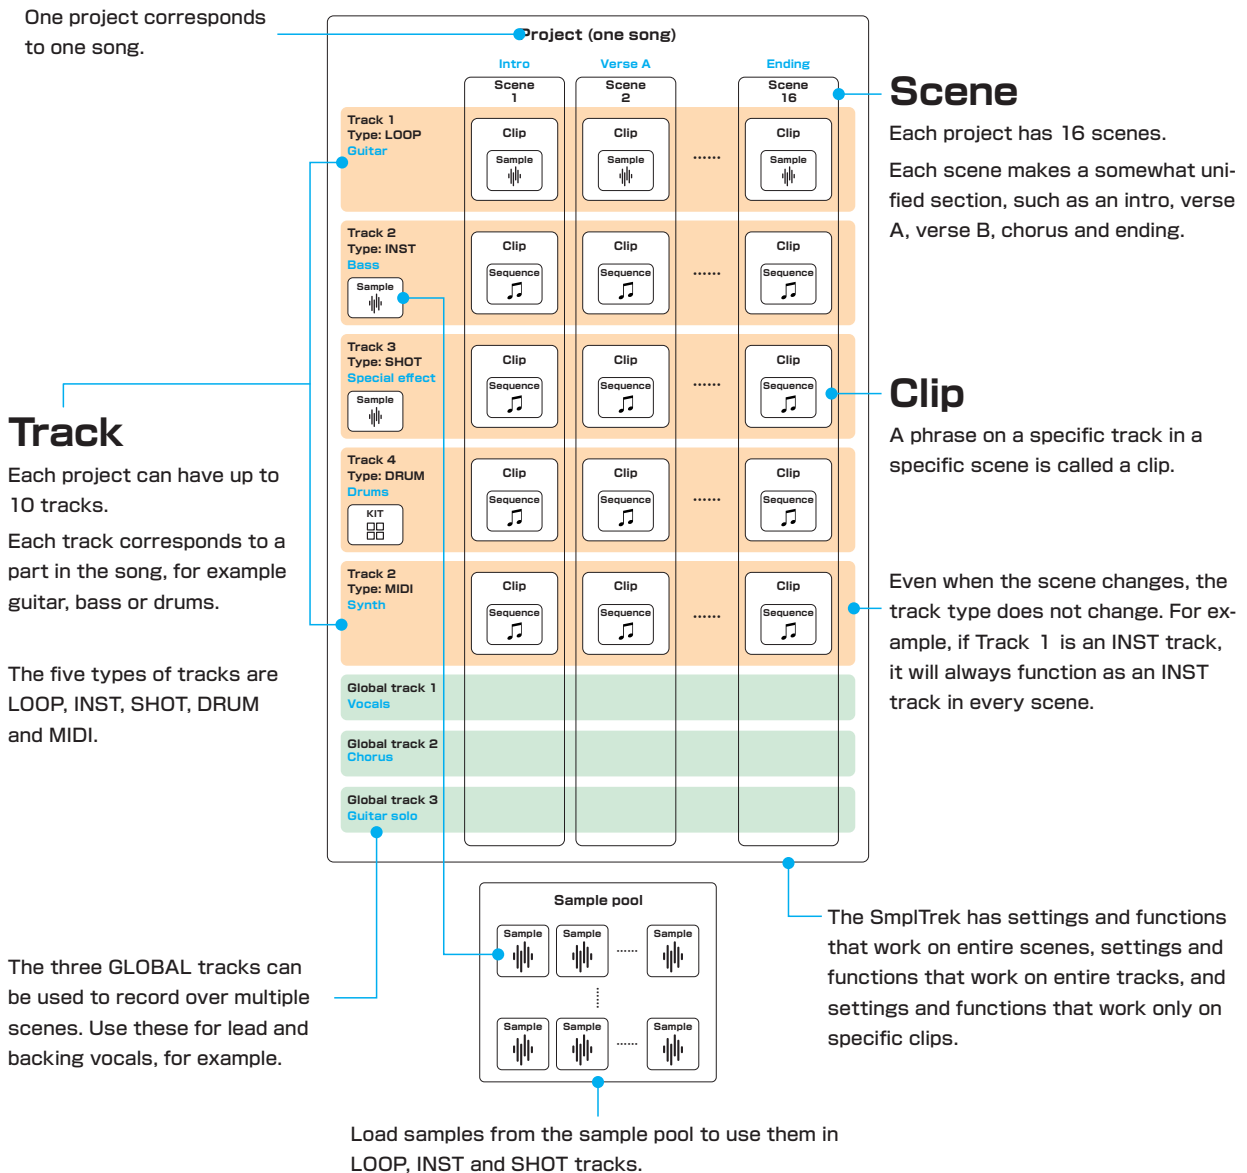 One project corresponds
to one song.
Project (one song)
Intro
Verse A
Ending
Scene
1
Scene
2
Scene
16
Track 1
Type: LOOP
Guitar
Clip
Sample
Clip
Sample
......
Clip
Sample
Track 2
Type: INST
Bass
Sample
Clip
Sequence
Clip
Sequence
......
Clip
Sequence
Track 3
Type: SHOT
Special effect
Sample
Clip
Sequence
Clip
Sequence
......
Clip
Sequence
Track 4
Type: DRUM
Drums
KIT
Clip
Sequence
Clip
Sequence
......
Clip
Sequence
Track 2
Type: MIDI
Synth
Clip
Sequence
Clip
Sequence
......
Clip
Sequence
Global track 1
Vocals
Global track 2
Chorus
Global track 3
Guitar solo
Scene
Each project has 16 scenes.
Each scene makes a somewhat uni-
fied section, such as an intro, verse
A, verse B, chorus and ending.
Clip
A phrase on a specific track in a
specific scene is called a clip.
Even when the scene changes, the
track type does not change. For ex-
ample, if Track 1 is an INST track,
it will always function as an INST
track in every scene.
Track
Each project can have up to
10 tracks.
Each track corresponds to a
part in the song, for example
guitar, bass or drums.
The five types of tracks are
LOOP, INST, SHOT, DRUM
and MIDI.
The three GLOBAL tracks can
be used to record over multiple
scenes. Use these for lead and
backing vocals, for example.
Sample pool
Sample
Sample
......
Sample
......
Sample
Sample
......
Sample
The SmplTrek has settings and functions
that work on entire scenes, settings and
functions that work on entire tracks, and
settings and functions that work only on
specific clips.
Load samples from the sample pool to use them in
LOOP, INST and SHOT tracks.